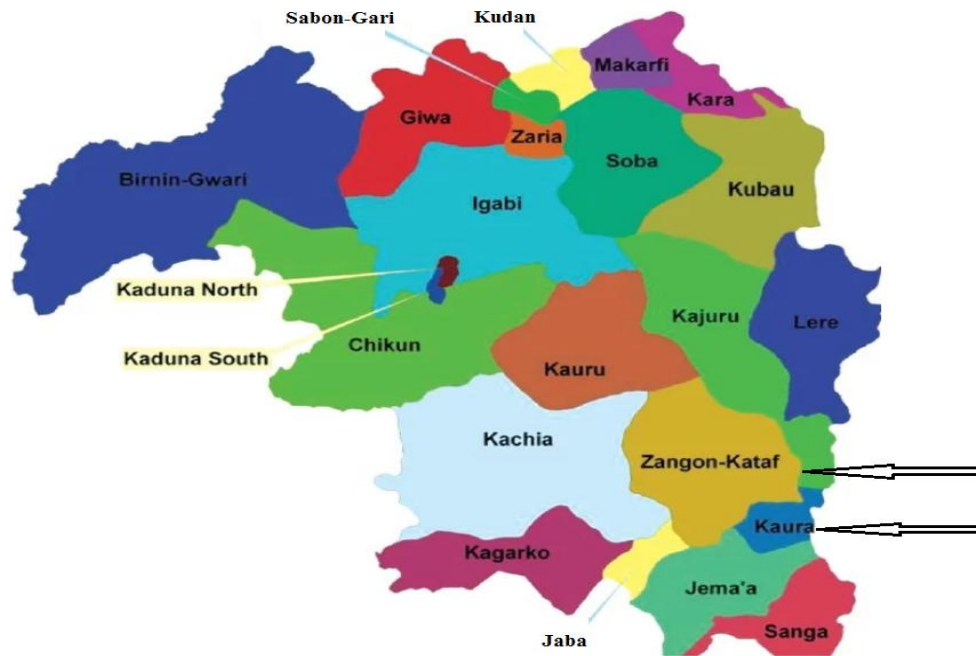 Sabon-Gari
Kudan
Makarfi
Kara
Giwa
Zaria
Soba
Birnin-Gwari
Igabi
Kubau
Kaduna North
Kajuru
Lere
Kaduna South
Chikun
Kauru
Kachia
Zangon-Kataf
Kaura
Kagarko
Jema'a
Jaba
Sanga